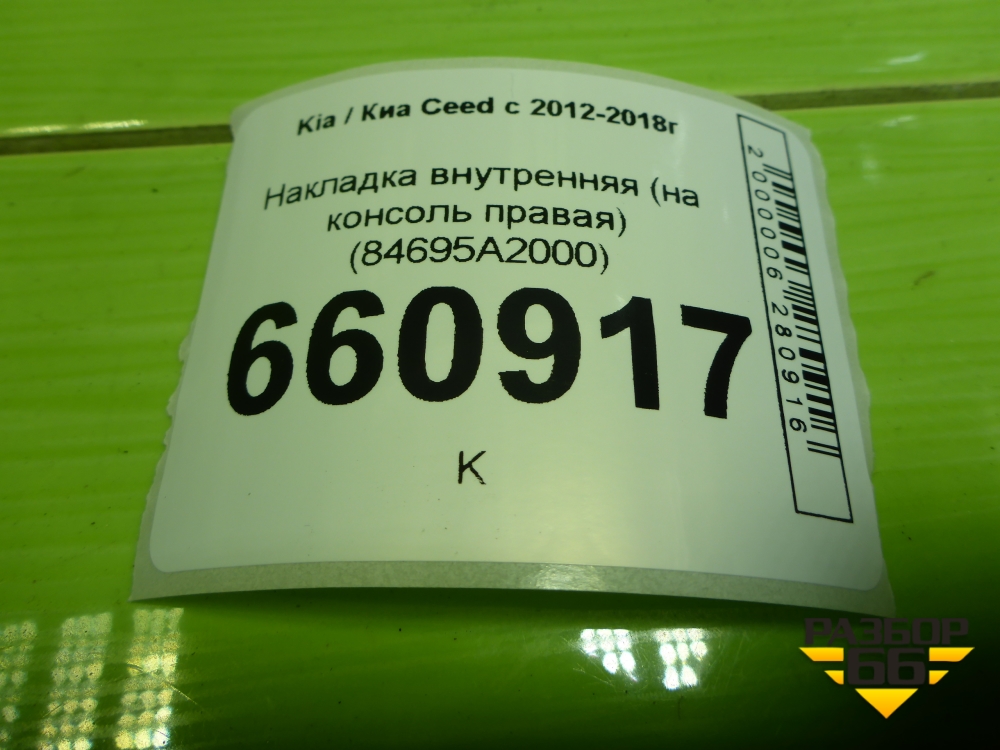 Kia / Киа Ceed с 2012-2018г
Накладка внутренняя (на
консоль правая)
(84695A2000)
660917
К
2000006280916
РАЗБОР
66